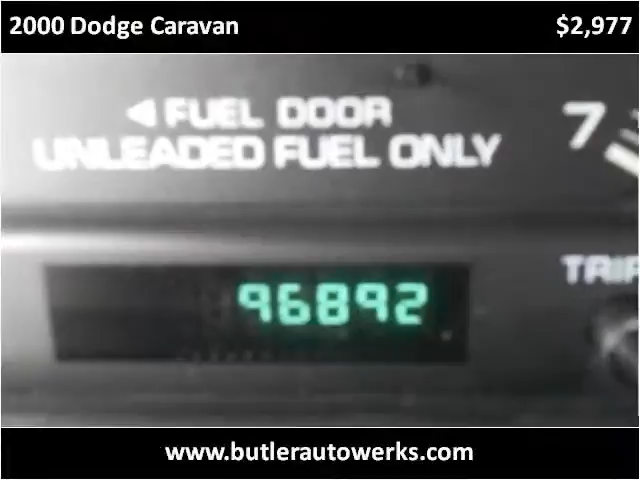 2000 Dodge Caravan $2,977
◄ FUEL DOOR
UNLEADED FUEL ONLY
7
TRIP
96892
www.butlerautowerks.com